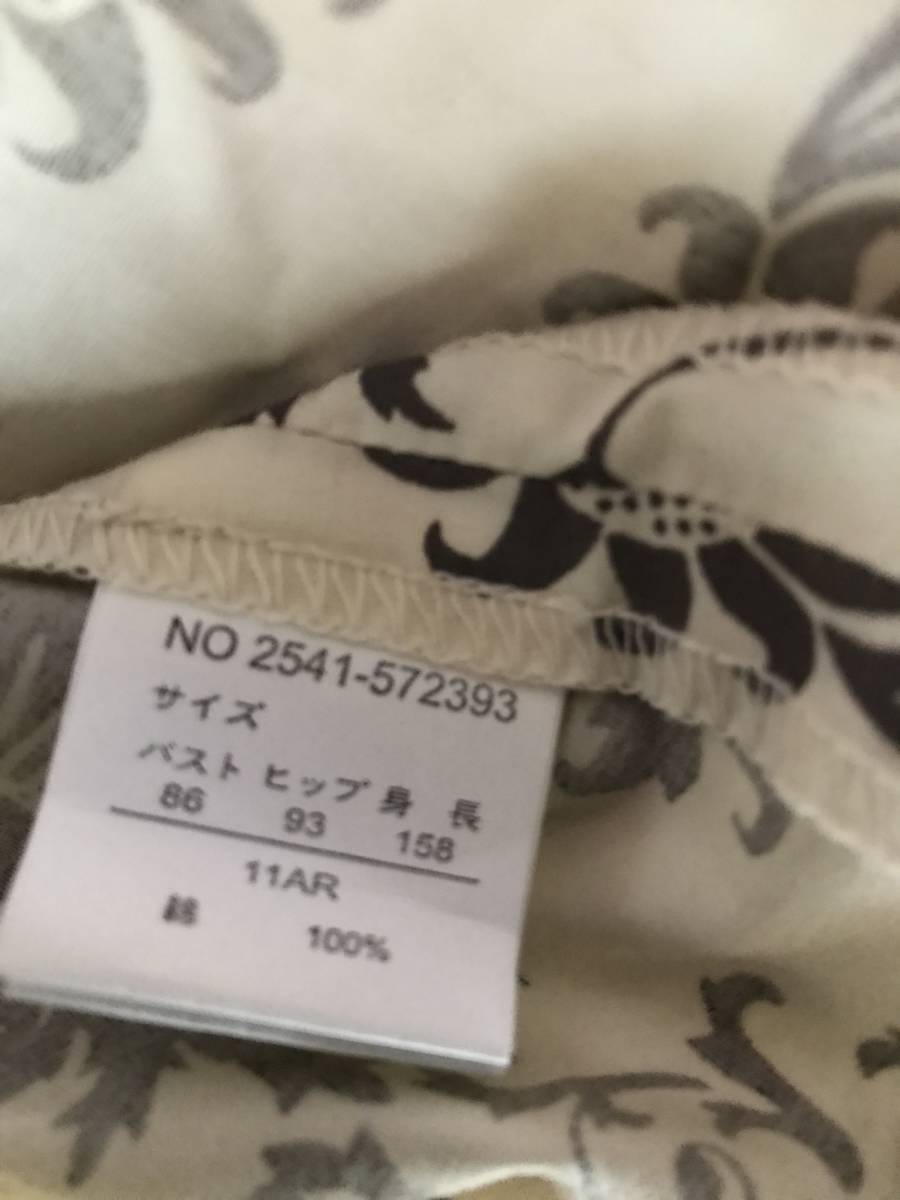 NO 2541-572393
サイズ
バスト ヒップ 身 長
86 93 158
11AR
綿 100%